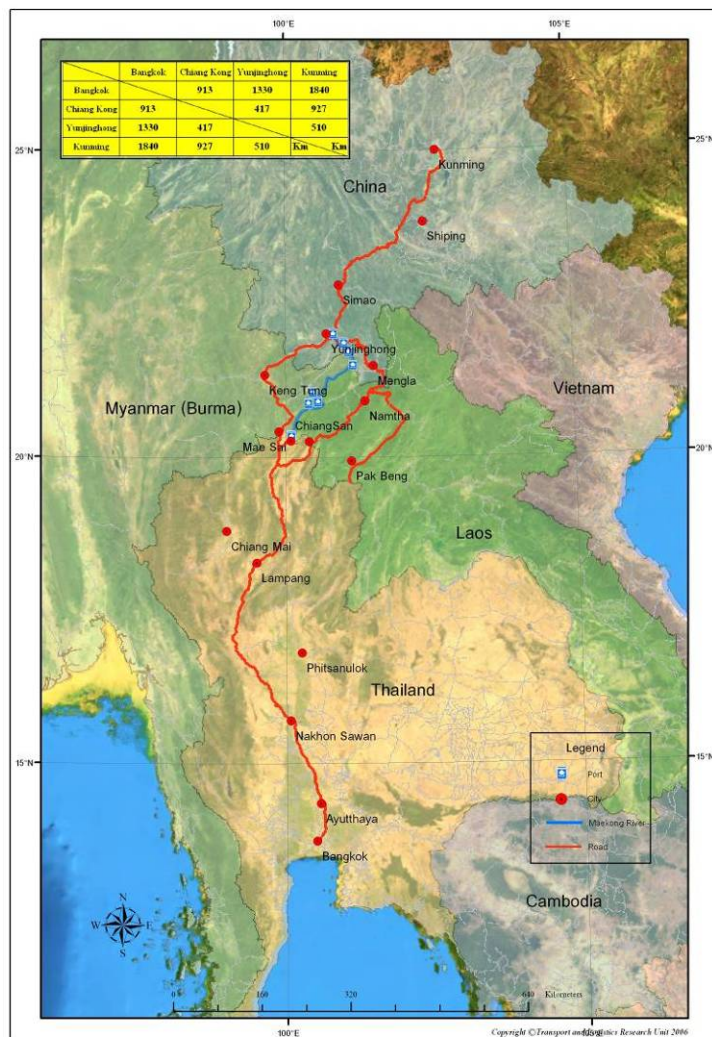 100°E 105°E
Bangkok Chiang Kong Yunjinghong Kunming
Bangkok 913 1330 1840
Chiang Kong 913 417 927
Yunjinghong 1330 417 510
Kunming 1840 927 510 Km Km
25°N 25°N
Kunming
China
Shiping
Simao
Yunjinghong
Mengla
Vietnam
Keng Tung
Myanmar (Burma)
Namtha
ChiangSan
Mae Sai
20°N 20°N
Pak Beng
Laos
Chiang Mai
Lampang
Phitsanulok
Thailand
Nakhon Sawan
Legend
15°N 15°N
Port
City
Ayutthaya
Maekong River
Road
Bangkok
Cambodia
N
W E
S
0 160 320 640 Kilometers
100°E 105°E
Copyright ©Transport and Logistics Research Unit 2006